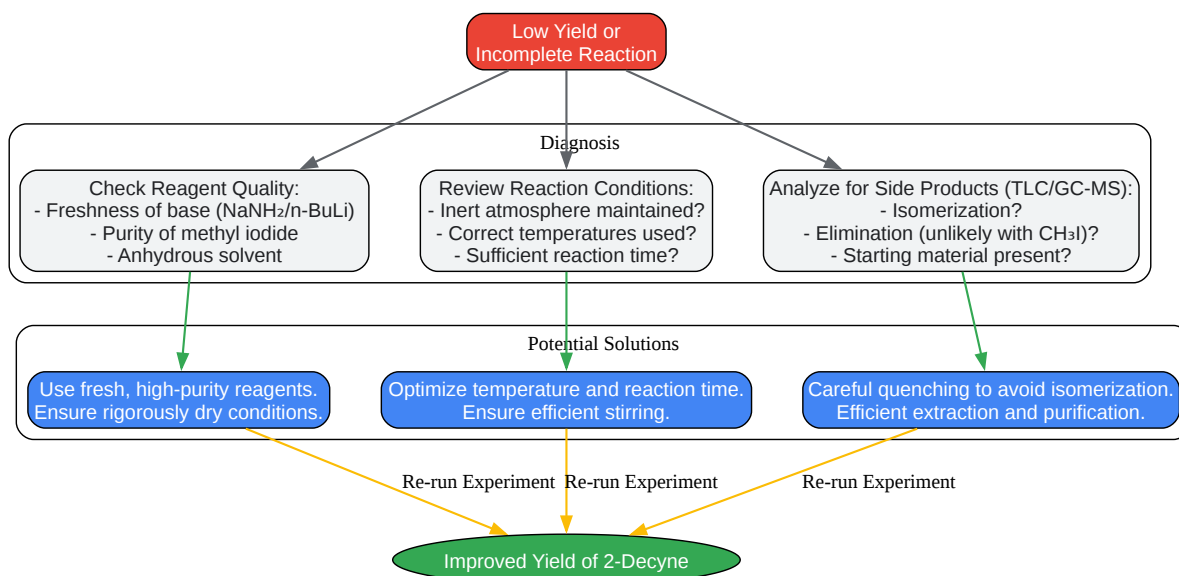 Low Yield or
Incomplete Reaction
Diagnosis
Check Reagent Quality:
- Freshness of base (NaNH₂/n-BuLi)
- Purity of methyl iodide
- Anhydrous solvent
Review Reaction Conditions:
- Inert atmosphere maintained?
- Correct temperatures used?
- Sufficient reaction time?
Analyze for Side Products (TLC/GC-MS):
- Isomerization?
- Elimination (unlikely with CH₃I)?
- Starting material present?
Potential Solutions
Use fresh, high-purity reagents.
Ensure rigorously dry conditions.
Optimize temperature and reaction time.
Ensure efficient stirring.
Careful quenching to avoid isomerization.
Efficient extraction and purification.
Re-run Experiment
Re-run Experiment
Re-run Experiment
Improved Yield of 2-Decyne